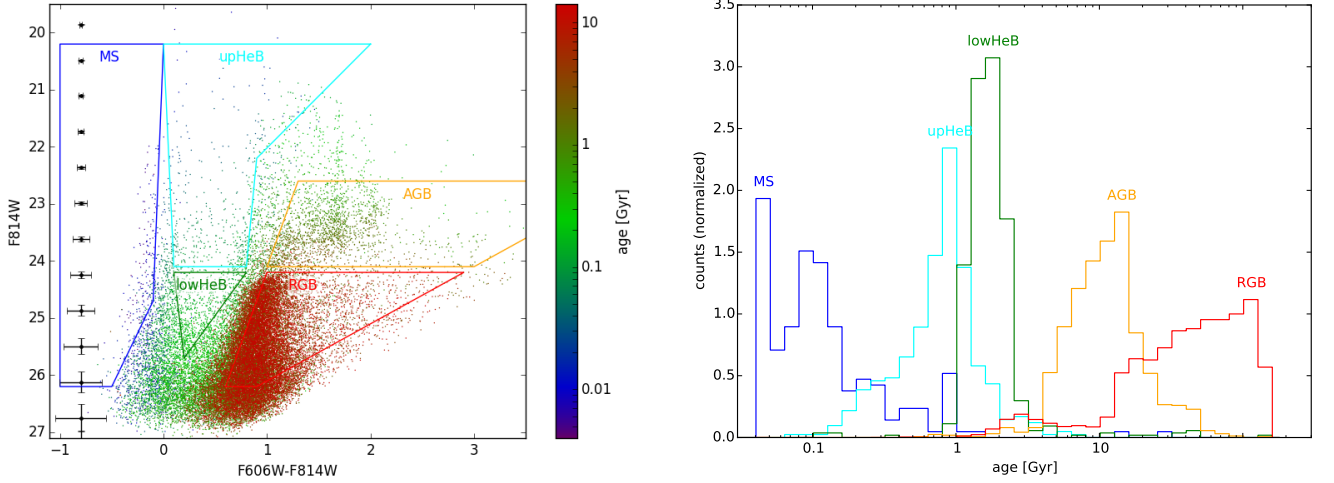 20
21
22
23
24
25
26
27
F814W
−1
0
1
2
3
F606W-F814W
MS
upHeB
AGB
lowHeB
RGB
10
1
0.1
0.01
age [Gyr]
3.5
3.0
2.5
2.0
1.5
1.0
0.5
0.0
counts (normalized)
0.1
1
10
age [Gyr]
lowHeB
upHeB
MS
AGB
RGB